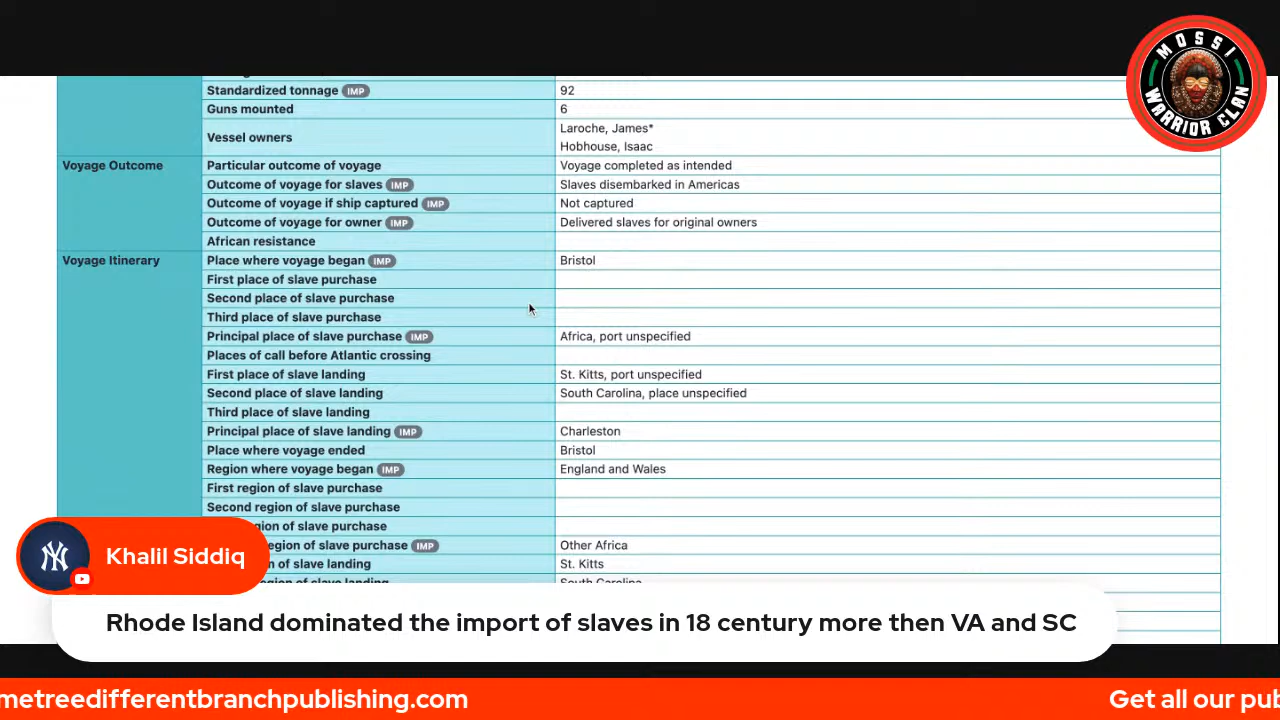 MOSSI
WARRIOR CLAN
Standardized tonnage IMP 92
Guns mounted 6
Vessel owners Laroche, James*
Hobhouse, Isaac
Voyage Outcome Particular outcome of voyage Voyage completed as intended
Outcome of voyage for slaves IMP Slaves disembarked in Americas
Outcome of voyage if ship captured IMP Not captured
Outcome of voyage for owner IMP Delivered slaves for original owners
African resistance
Voyage Itinerary Place where voyage began IMP Bristol
First place of slave purchase
Second place of slave purchase
Third place of slave purchase
Principal place of slave purchase IMP Africa, port unspecified
Places of call before Atlantic crossing
First place of slave landing St. Kitts, port unspecified
Second place of slave landing South Carolina, place unspecified
Third place of slave landing
Principal place of slave landing IMP Charleston
Place where voyage ended Bristol
Region where voyage began IMP England and Wales
First region of slave purchase
Second region of slave purchase
gion of slave purchase
egion of slave purchase IMP Other Africa
n of slave landing St. Kitts
gion of slave landing South Carolina
NY
Khalil Siddiq
Rhode Island dominated the import of slaves in 18 century more then VA and SC
metreedifferentbranchpublishing.com Get all our pub